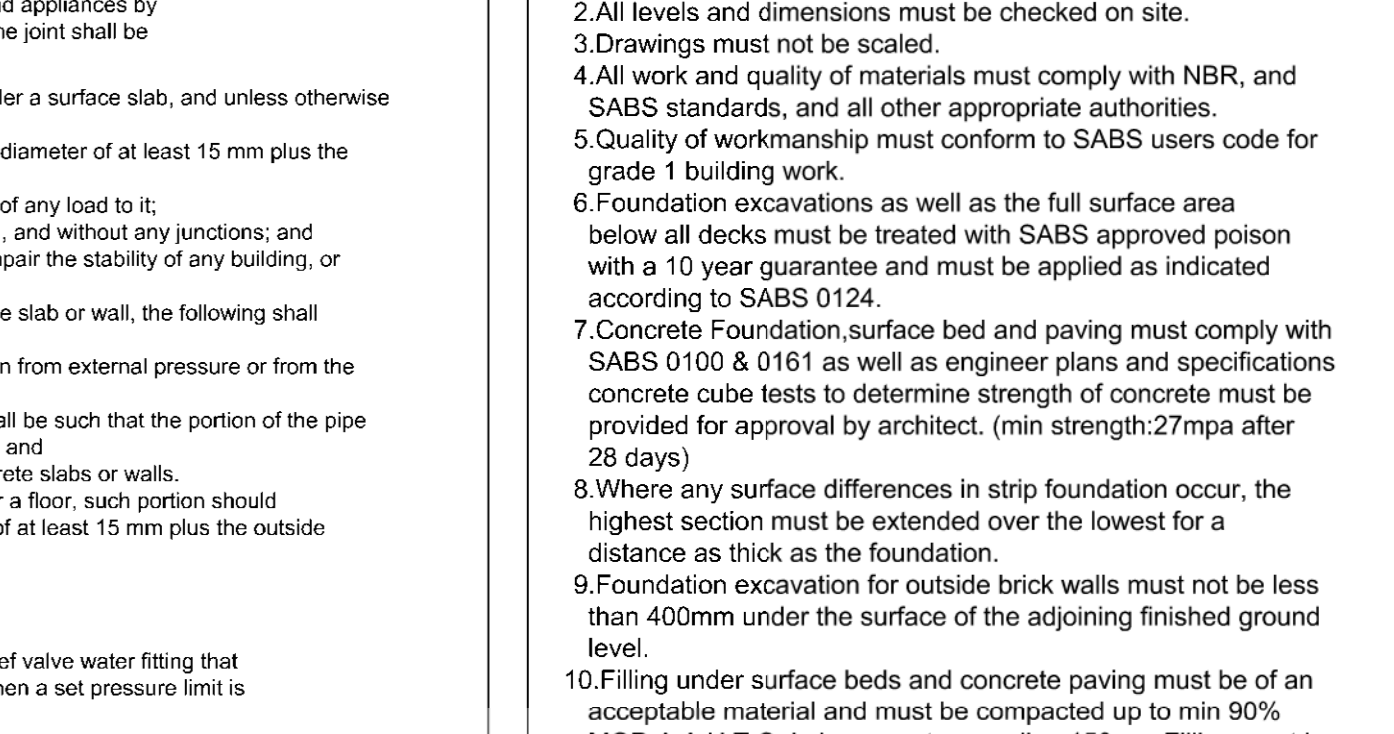 appliances by
joint shall be
a surface slab, and unless otherwise
diameter of at least 15 mm plus the
of any load to it;
, and without any junctions; and
the stability of any building, or
slab or wall, the following shall
from external pressure or from the
be such that the portion of the pipe
and
slabs or walls.
a floor, such portion should
of at least 15 mm plus the outside
valve water fitting that
a set pressure limit is
2.All levels and dimensions must be checked on site.
3.Drawings must not be scaled.
4.All work and quality of materials must comply with NBR, and
SABS standards, and all other appropriate authorities.
5.Quality of workmanship must conform to SABS users code for
grade 1 building work.
6.Foundation excavations as well as the full surface area
below all decks must be treated with SABS approved poison
with a 10 year guarantee and must be applied as indicated
according to SABS 0124.
7.Concrete Foundation,surface bed and paving must comply with
SABS 0100 & 0161 as well as engineer plans and specifications
concrete cube tests to determine strength of concrete must be
provided for approval by architect. (min strength:27mpa after
28 days)
8.Where any surface differences in strip foundation occur, the
highest section must be extended over the lowest for a
distance as thick as the foundation.
9.Foundation excavation for outside brick walls must not be less
than 400mm under the surface of the adjoining finished ground
level.
10.Filling under surface beds and concrete paving must be of an
acceptable material and must be compacted up to min 90%